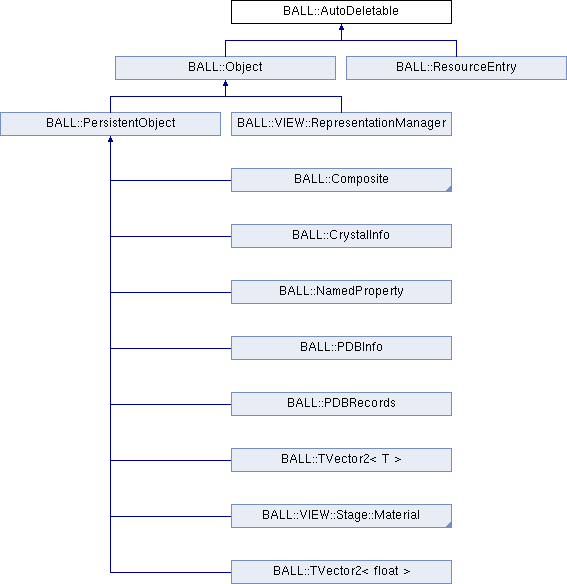 BALL::AutoDeletable
BALL::Object
BALL::ResourceEntry
BALL::PersistentObject
BALL::VIEW::RepresentationManager
BALL::Composite
BALL::CrystalInfo
BALL::NamedProperty
BALL::PDBInfo
BALL::PDBRecords
BALL::TVector2< T >
BALL::VIEW::Stage::Material
BALL::TVector2< float >